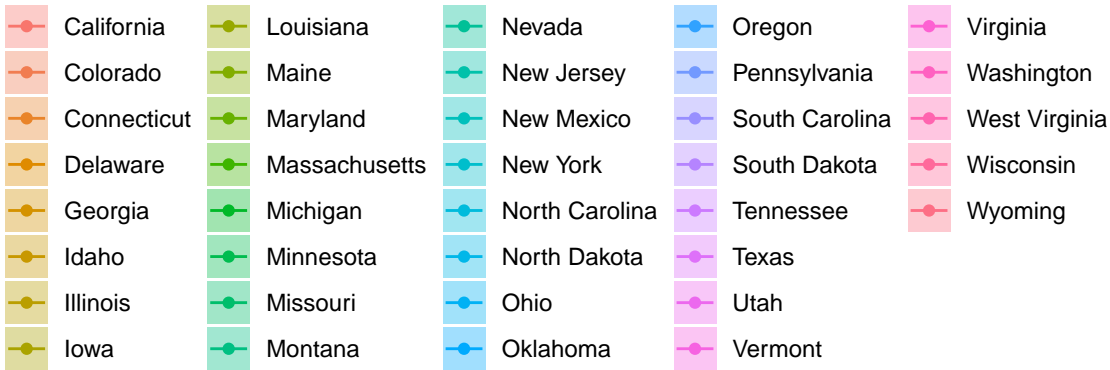 California
Colorado
Connecticut
Delaware
Georgia
Idaho
Illinois
Iowa
Louisiana
Maine
Maryland
Massachusetts
Michigan
Minnesota
Missouri
Montana
Nevada
New Jersey
New Mexico
New York
North Carolina
North Dakota
Ohio
Oklahoma
Oregon
Pennsylvania
South Carolina
South Dakota
Tennessee
Texas
Utah
Vermont
Virginia
Washington
West Virginia
Wisconsin
Wyoming